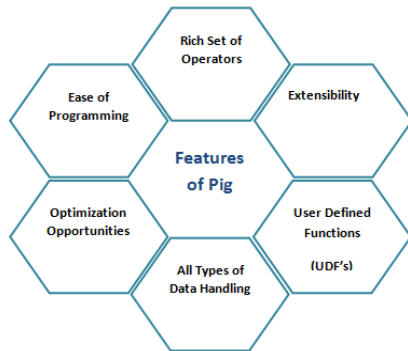 Rich Set of
Operators
Ease of
Programming
Extensibility
Features
of Pig
Optimization
Opportunities
User Defined
Functions
(UDF's)
All Types of
Data Handling